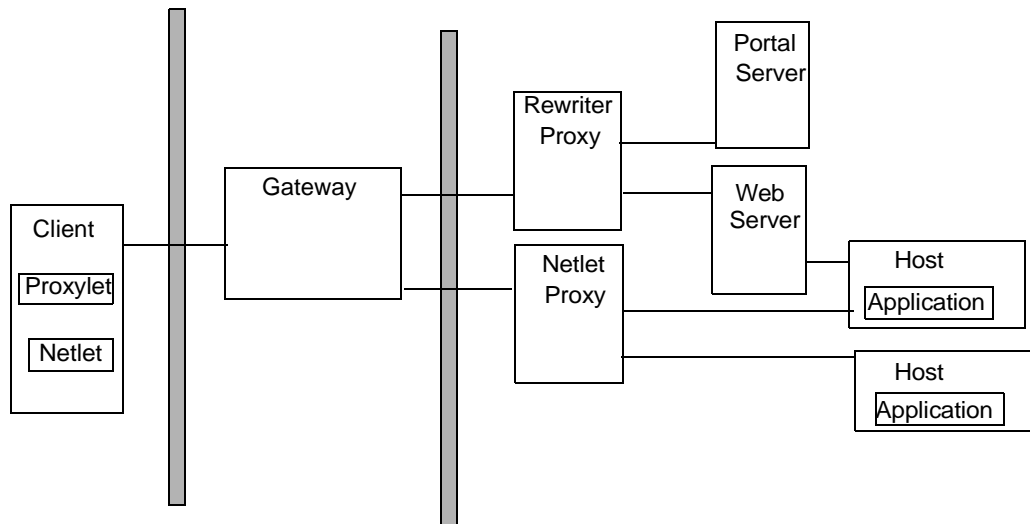 Client
Proxylet
Netlet
Gateway
Rewriter
Proxy
Netlet
Proxy
Portal
Server
Web
Server
Host
Application
Host
Application